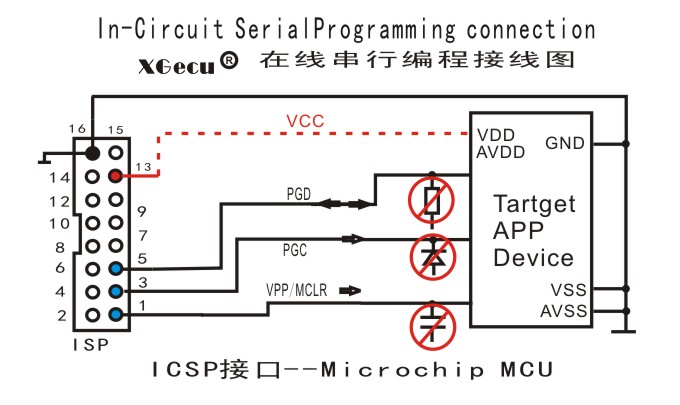 In-Circuit SerialProgramming connection
XGecu® 在线串行编程接线图
16 15
VCC
13
VDD
AVDD
GND
14
12
PGD
9
10
Tartget
APP
Device
7
8
PGC
5
6
3
4
VPP/MCLR
VSS
1
2
AVSS
ISP
ICSP接口--Microchip MCU